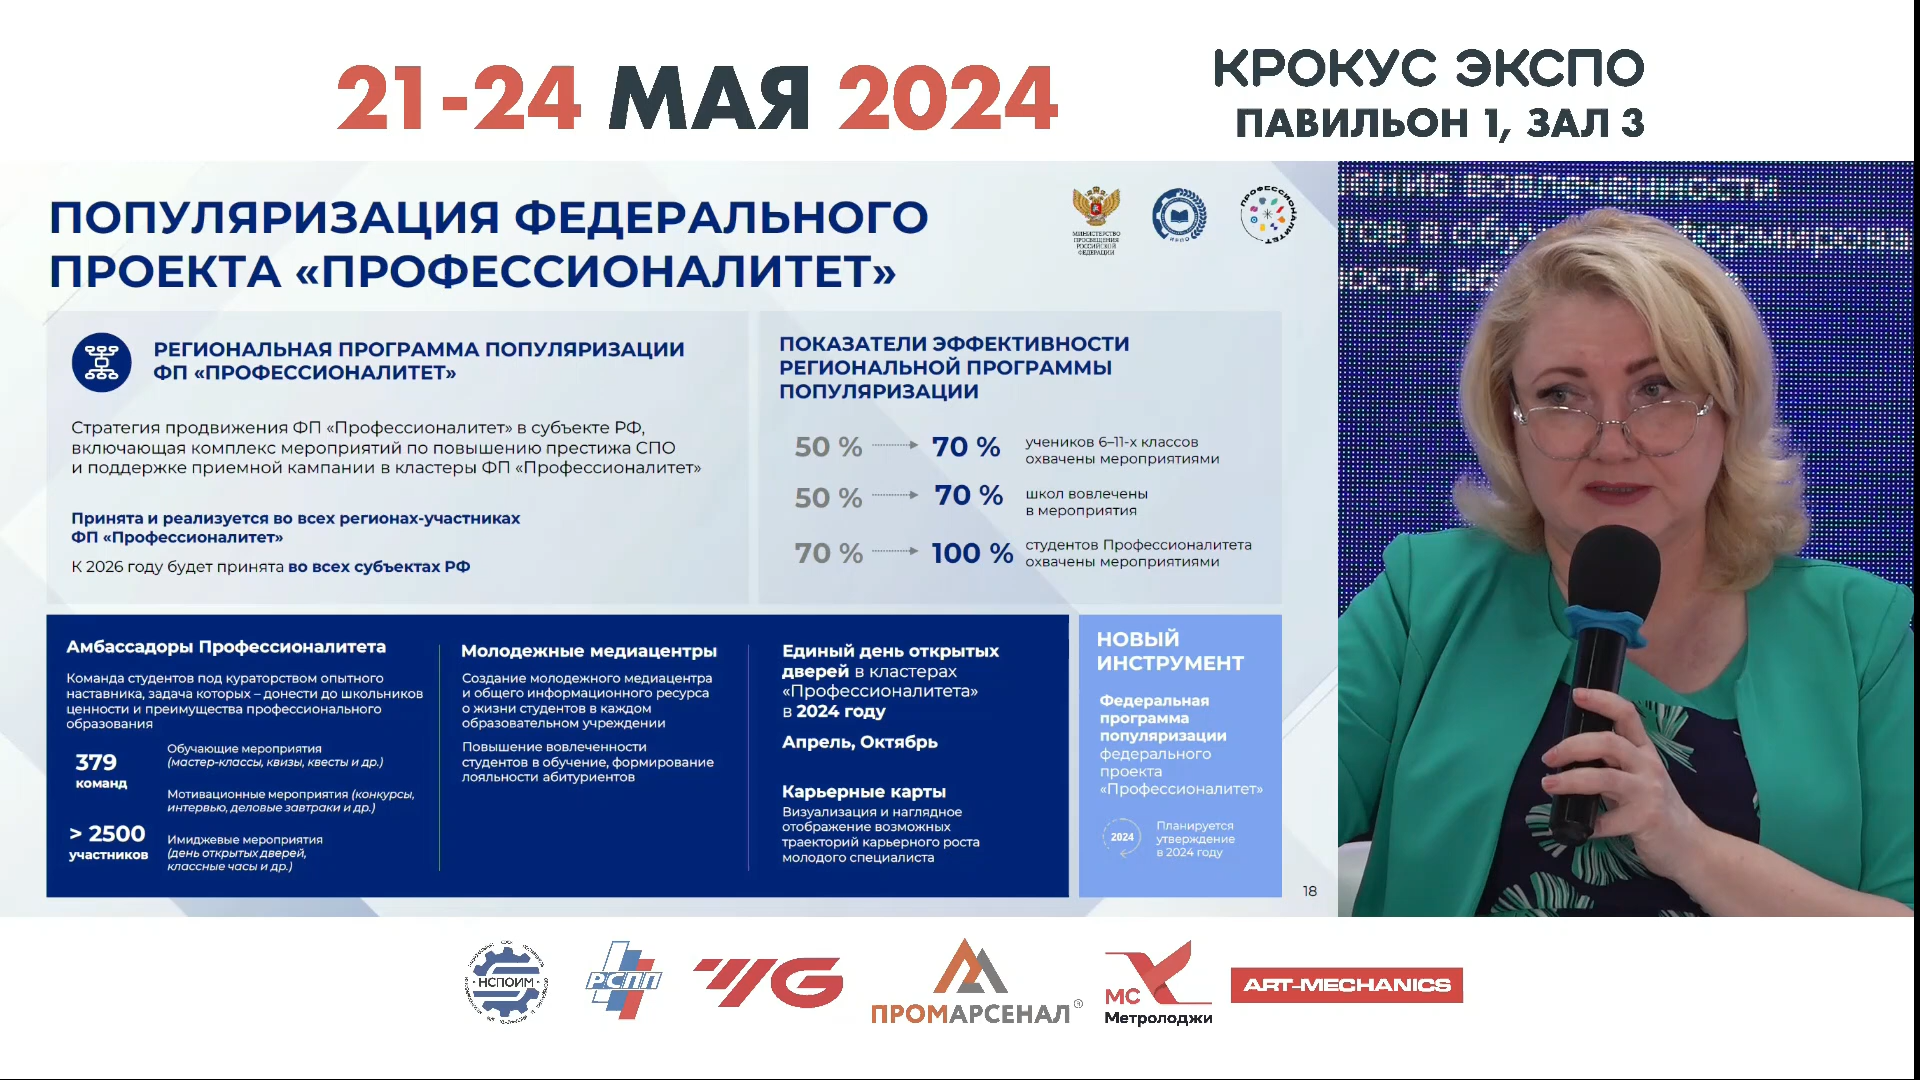 21-24 МАЯ 2024
КРОКУС ЭКСПО
ПАВИЛЬОН 1, ЗАЛ 3
ПОПУЛЯРИЗАЦИЯ ФЕДЕРАЛЬНОГО
ПРОЕКТА «ПРОФЕССИОНАЛИТЕТ»
МИНИСТЕРСТВО
ПРОСВЕЩЕНИЯ
РОССИЙСКОЙ
ФЕДЕРАЦИИ
ИРПО
ПРОФЕССИОНАЛИТЕТ
РЕГИОНАЛЬНАЯ ПРОГРАММА ПОПУЛЯРИЗАЦИИ
ФП «ПРОФЕССИОНАЛИТЕТ»
Стратегия продвижения ФП «Профессионалитет» в субъекте РФ,
включающая комплекс мероприятий по повышению престижа СПО
и поддержке приемной кампании в кластеры ФП «Профессионалитет»
Принята и реализуется во всех регионах-участниках
ФП «Профессионалитет»
К 2026 году будет принята во всех субъектах РФ
ПОКАЗАТЕЛИ ЭФФЕКТИВНОСТИ
РЕГИОНАЛЬНОЙ ПРОГРАММЫ
ПОПУЛЯРИЗАЦИИ
50 % 70 % учеников 6–11-х классов
охвачены мероприятиями
50 % 70 % школ вовлечены
в мероприятия
70 % 100 % студентов Профессионалитета
охвачены мероприятиями
Амбассадоры Профессионалитета
Команда студентов под кураторством опытного
наставника, задача которых – донести до школьников
ценности и преимущества профессионального
образования
379
команд
> 2500
участников
Обучающие мероприятия
(мастер-классы, квизы, квесты и др.)
Мотивационные мероприятия (конкурсы,
интервью, деловые завтраки и др.)
Имиджевые мероприятия
(день открытых дверей,
классные часы и др.)
Молодежные медиацентры
Создание молодежного медиацентра
и общего информационного ресурса
о жизни студентов в каждом
образовательном учреждении
Повышение вовлеченности
студентов в обучение, формирование
лояльности абитуриентов
Единый день открытых
дверей в кластерах
«Профессионалитета»
в 2024 году
Апрель, Октябрь
Карьерные карты
Визуализация и наглядное
отображение возможных
траекторий карьерного роста
молодого специалиста
НОВЫЙ
ИНСТРУМЕНТ
Федеральная
программа
популяризации
федерального
проекта
«Профессионалитет»
2024
Планируется
утверждение
в 2024 году
18
НСПОИМ
РСПП
YG
ПРОМАРСЕНАЛ®
МС
Метролоджи
ART-MECHANICS